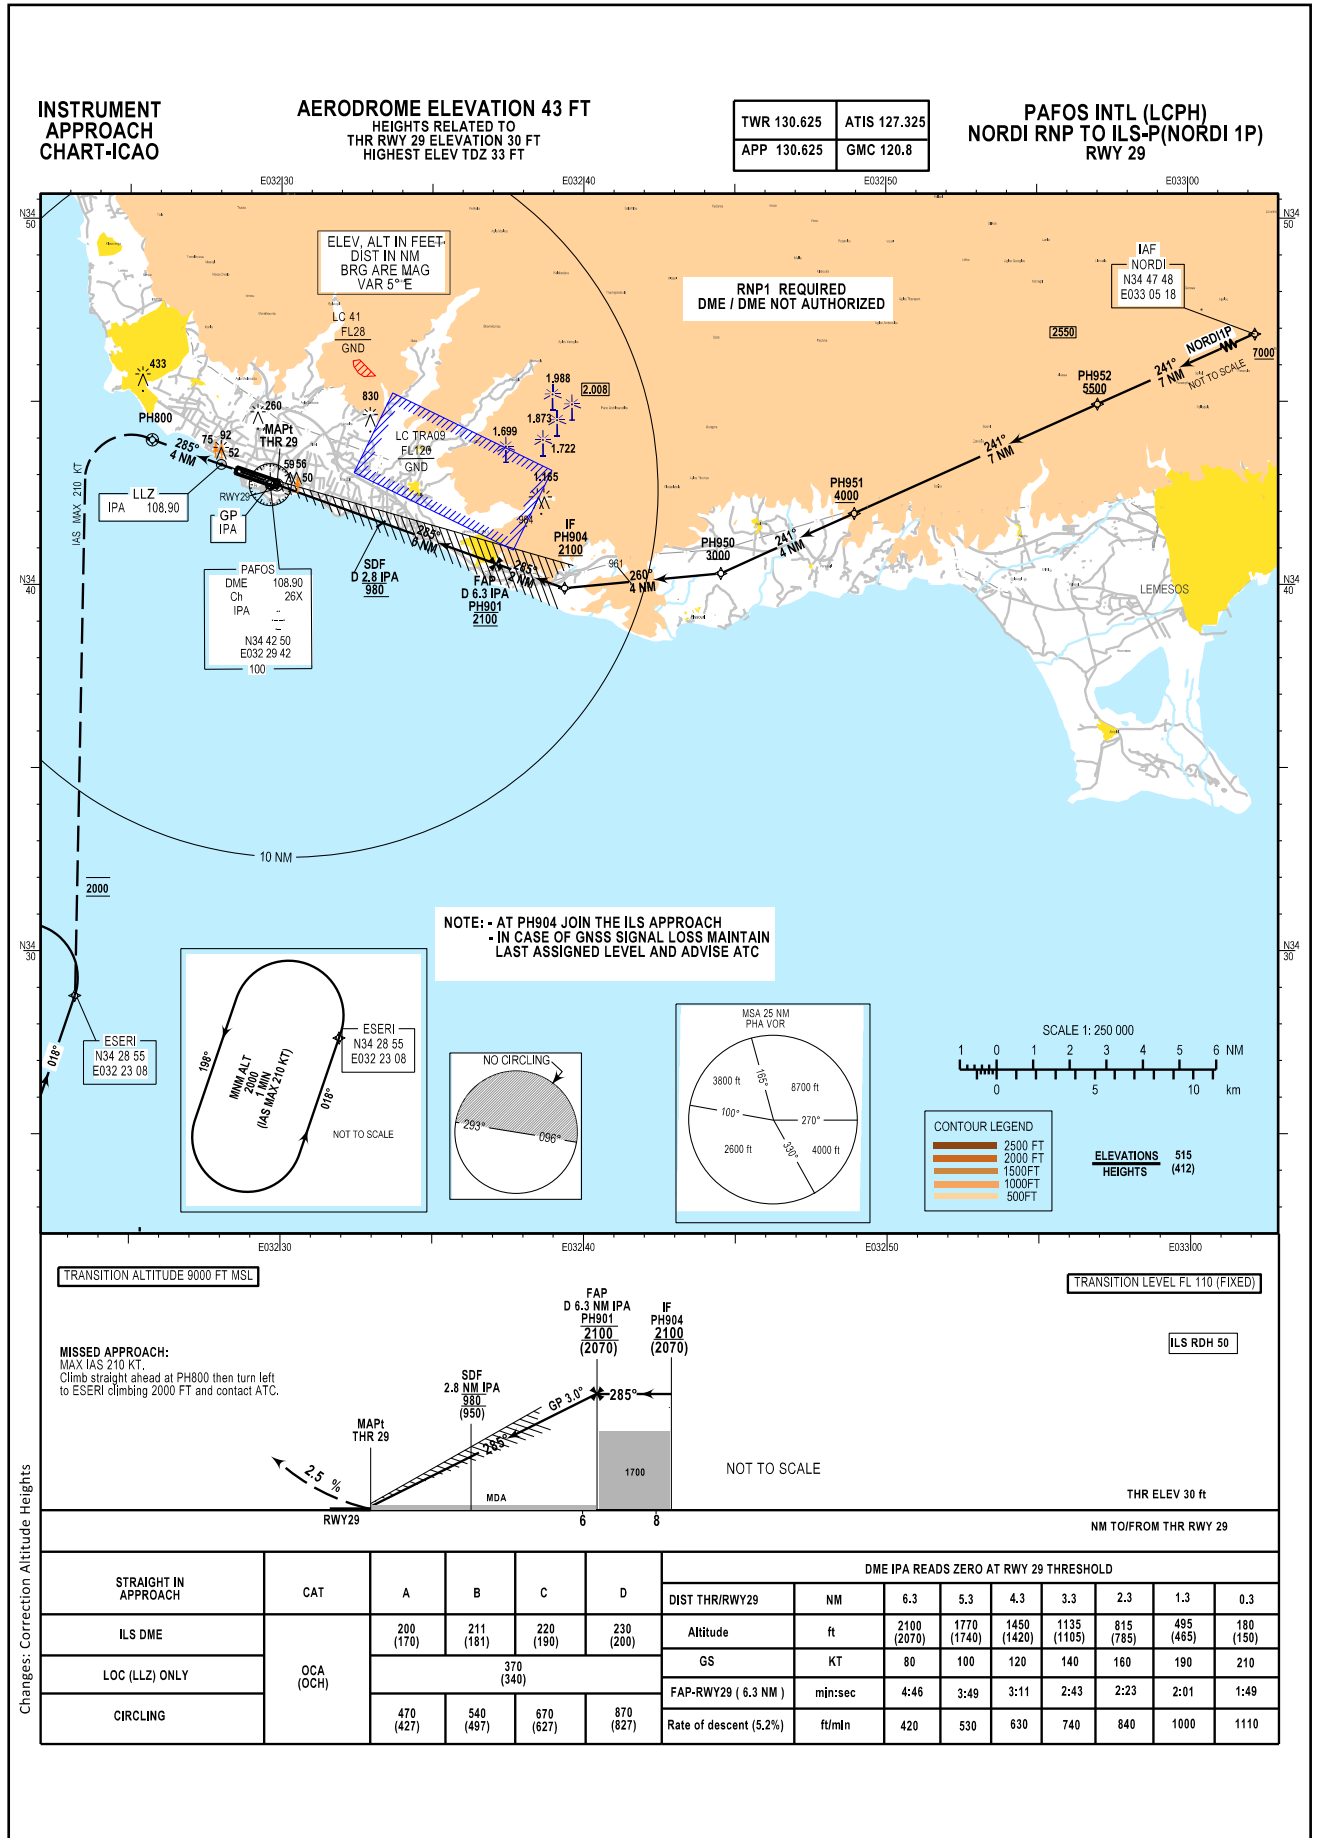 INSTRUMENT
APPROACH
CHART-ICAO
AERODROME ELEVATION 43 FT
HEIGHTS RELATED TO
THR RWY 29 ELEVATION 30 FT
HIGHEST ELEV TDZ 33 FT
TWR 130.625 ATIS 127.325
APP 130.625 GMC 120.8
PAFOS INTL (LCPH)
NORDI RNP TO ILS-P(NORDI 1P)
RWY 29
E032 30 E032 40 E032 50 E033 00
N34
50
N34
50
ELEV, ALT IN FEET
DIST IN NM
BRG ARE MAG
VAR 5° E
RNP1 REQUIRED
DME / DME NOT AUTHORIZED
IAF
NORDI
N34 47 48
E033 05 18
LC 41
FL28
GND
2550
NORDI1P
7000
241°
7 NM
NOT TO SCALE
PH952
5500
433
830
1.988
2,008
260
PH800
MAPt
THR 29
75 92
52
285°
4 NM
LC TRA09
FL120
GND
1.873
1.699
1.722
241°
7 NM
59 56
50
1.165
984
RWY29
LLZ
IPA 108,90
GP
IPA
IAS MAX 210 KT
PH951
4000
IF
PH904
2100
285°
3 NM
PH950
3000
241°
4 NM
SDF
D 2.8 IPA
980
285°
2 NM
FAP
D 6.3 IPA
PH901
2100
961
260°
4 NM
LEMESOS
N34
40
N34
40
PAFOS
DME 108.90
Ch 26X
IPA
N34 42 50
E032 29 42
100
10 NM
2000
NOTE: - AT PH904 JOIN THE ILS APPROACH
- IN CASE OF GNSS SIGNAL LOSS MAINTAIN
LAST ASSIGNED LEVEL AND ADVISE ATC
N34
30
N34
30
018°
ESERI
N34 28 55
E032 23 08
198°
MNM ALT
2000
1 MIN
(IAS MAX 210 KT)
018°
ESERI
N34 28 55
E032 23 08
NOT TO SCALE
NO CIRCLING
293° 096°
MSA 25 NM
PHA VOR
3800 ft
165°
8700 ft
100°
270°
2600 ft
330°
4000 ft
SCALE 1: 250 000
1 0 1 2 3 4 5 6 NM
0 5 10 km
CONTOUR LEGEND
2500 FT
2000 FT
1500FT
1000FT
500FT
ELEVATIONS 515
HEIGHTS (412)
E032 30 E032 40 E032 50 E033 00
TRANSITION ALTITUDE 9000 FT MSL
TRANSITION LEVEL FL 110 (FIXED)
MISSED APPROACH:
MAX IAS 210 KT.
Climb straight ahead at PH800 then turn left
to ESERI climbing 2000 FT and contact ATC.
FAP
D 6.3 NM IPA
PH901
2100
(2070)
IF
PH904
2100
(2070)
ILS RDH 50
SDF
2.8 NM IPA
980
(950)
GP 3.0°
285°
285°
MAPt
THR 29
2.5 %
1700
MDA
NOT TO SCALE
THR ELEV 30 ft
RWY29 6 8
NM TO/FROM THR RWY 29
STRAIGHT IN
APPROACH
CAT A B C D
DME IPA READS ZERO AT RWY 29 THRESHOLD
DIST THR/RWY29 NM 6.3 5.3 4.3 3.3 2.3 1.3 0.3
ILS DME
OCA
(OCH)
200 211 220 230
(170) (181) (190) (200)
Altitude ft 2100 1770 1450 1135 815 495 180
(2070) (1740) (1420) (1105) (785) (465) (150)
LOC (LLZ) ONLY
370
(340)
GS KT 80 100 120 140 160 190 210
FAP-RWY29 ( 6.3 NM ) min:sec 4:46 3:49 3:11 2:43 2:23 2:01 1:49
CIRCLING
470 540 670 870
(427) (497) (627) (827)
Rate of descent (5.2%) ft/min 420 530 630 740 840 1000 1110
Changes: Correction Altitude Heights